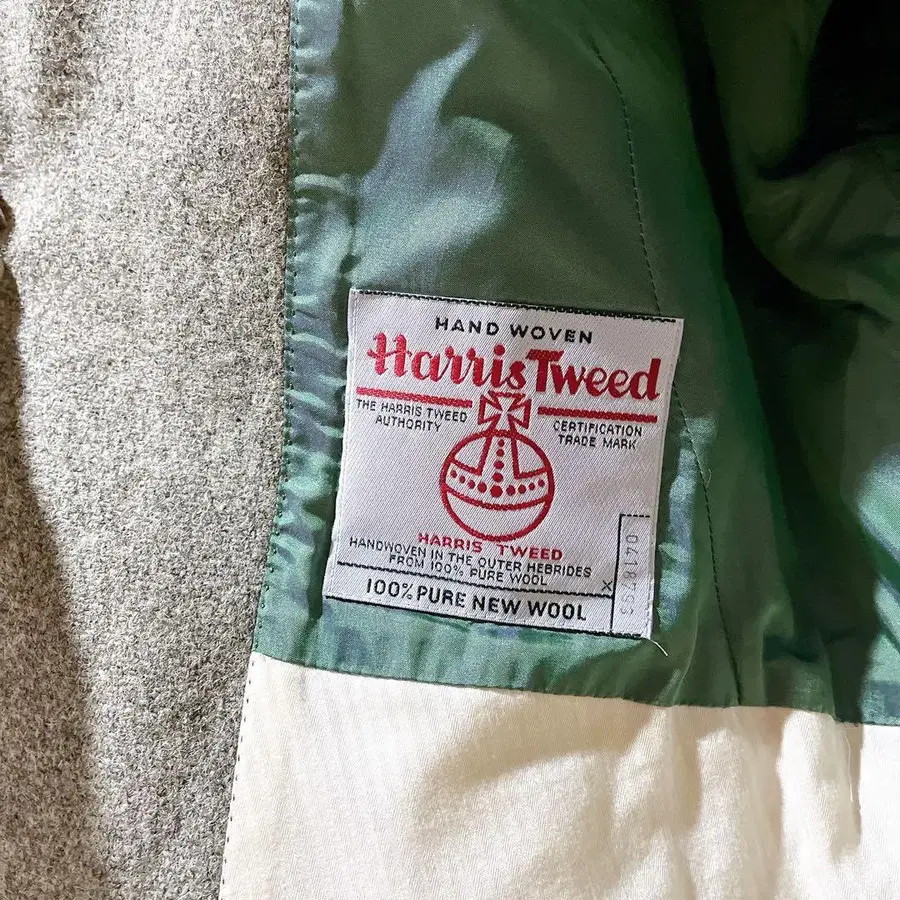 HAND WOVEN
Harris Tweed
THE HARRIS TWEED
AUTHORITY
CERTIFICATION
TRADE MARK
HARRIS TWEED
HANDWOVEN IN THE OUTER HEBRIDES
FROM 100% PURE WOOL
X
100% PURE NEW WOOL